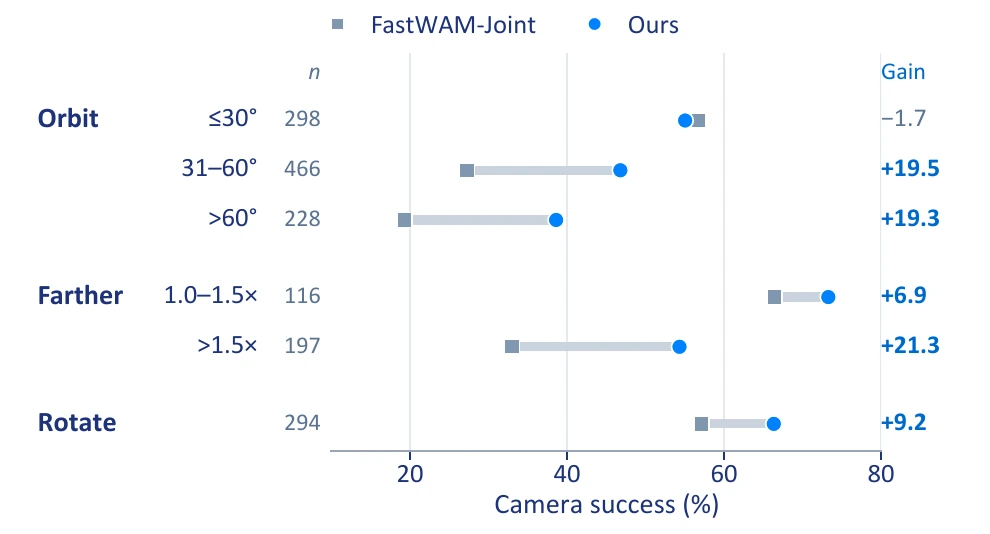 FastWAM-Joint Ours
n Gain
Orbit ≤30° 298 −1.7
31–60° 466 +19.5
>60° 228 +19.3
Farther 1.0–1.5× 116 +6.9
>1.5× 197 +21.3
Rotate 294 +9.2
20 40 60 80
Camera success (%)